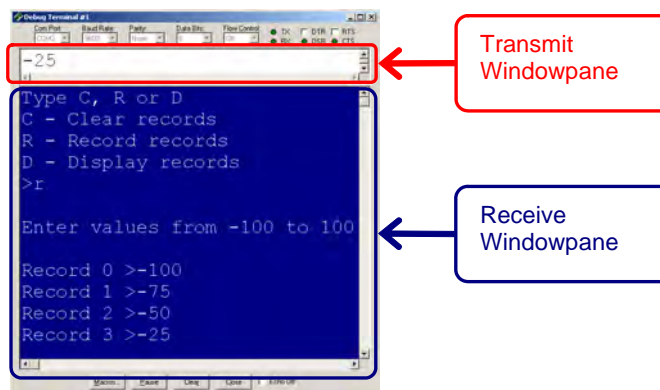 Debug Terminal #1
Com Port: Baud Rate: Parity: Data Bits: Flow Control:
TX DTR RTS
RX DSR CTS
-25
Transmit
Windowpane
Type C, R or D
C - Clear records
R - Record records
D - Display records
>r
Enter values from -100 to 100
Receive
Windowpane
Record 0 >-100
Record 1 >-75
Record 2 >-50
Record 3 >-25
Macros... Pause Clear Close Echo Off